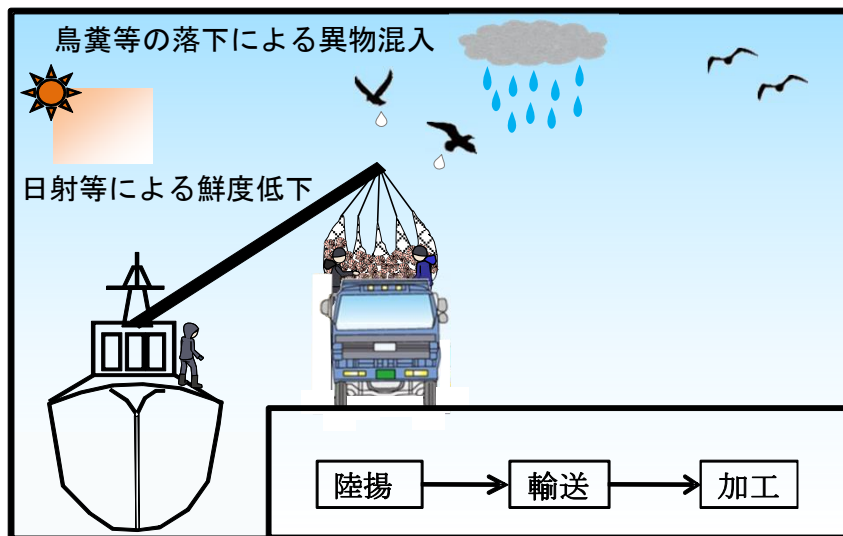 鳥糞等の落下による異物混入
日射等による鮮度低下
陸揚
輸送
加工